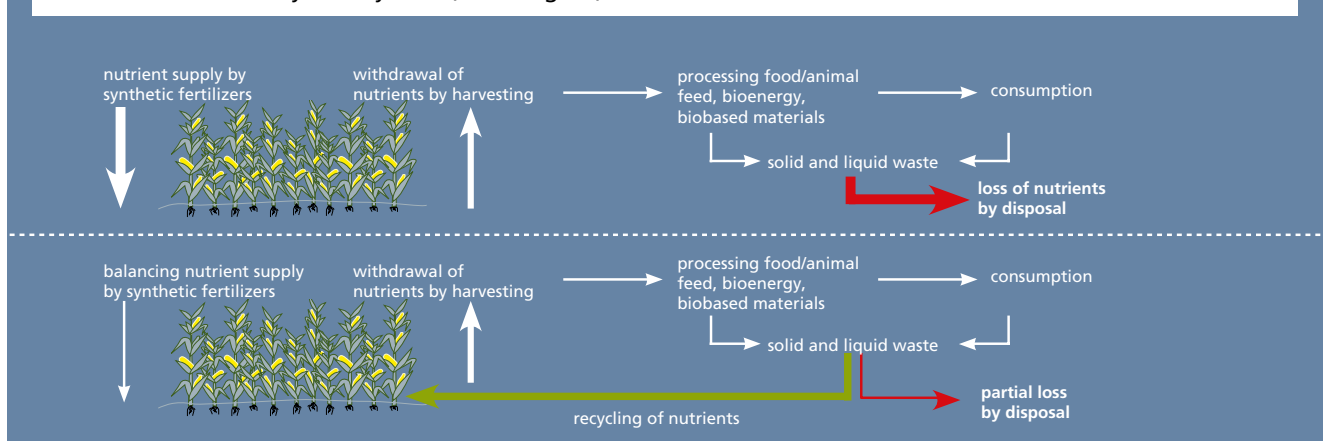 nutrient supply by
synthetic fertilizers
withdrawal of
nutrients by harvesting
processing food/animal
feed, bioenergy,
biobased materials
consumption
solid and liquid waste
loss of nutrients
by disposal
balancing nutrient supply
by synthetic fertilizers
withdrawal of
nutrients by harvesting
processing food/animal
feed, bioenergy,
biobased materials
consumption
solid and liquid waste
partial loss
by disposal
recycling of nutrients